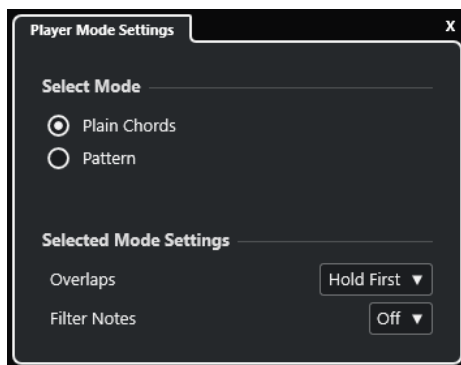 Player Mode Settings X
Select Mode
Plain Chords
Pattern
Selected Mode Settings
Overlaps Hold First ▼
Filter Notes Off ▼